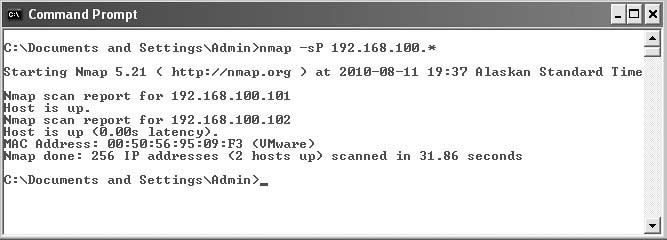 Command Prompt
C:\Documents and Settings\Admin>nmap -sP 192.168.100.*
Starting Nmap 5.21 ( http://nmap.org ) at 2010-08-11 19:37 Alaskan Standard Time
Nmap scan report for 192.168.100.101
Host is up.
Nmap scan report for 192.168.100.102
Host is up (0.00s latency).
MAC Address: 00:50:56:95:09:F3 (VMware)
Nmap done: 256 IP addresses (2 hosts up) scanned in 31.86 seconds
C:\Documents and Settings\Admin>_